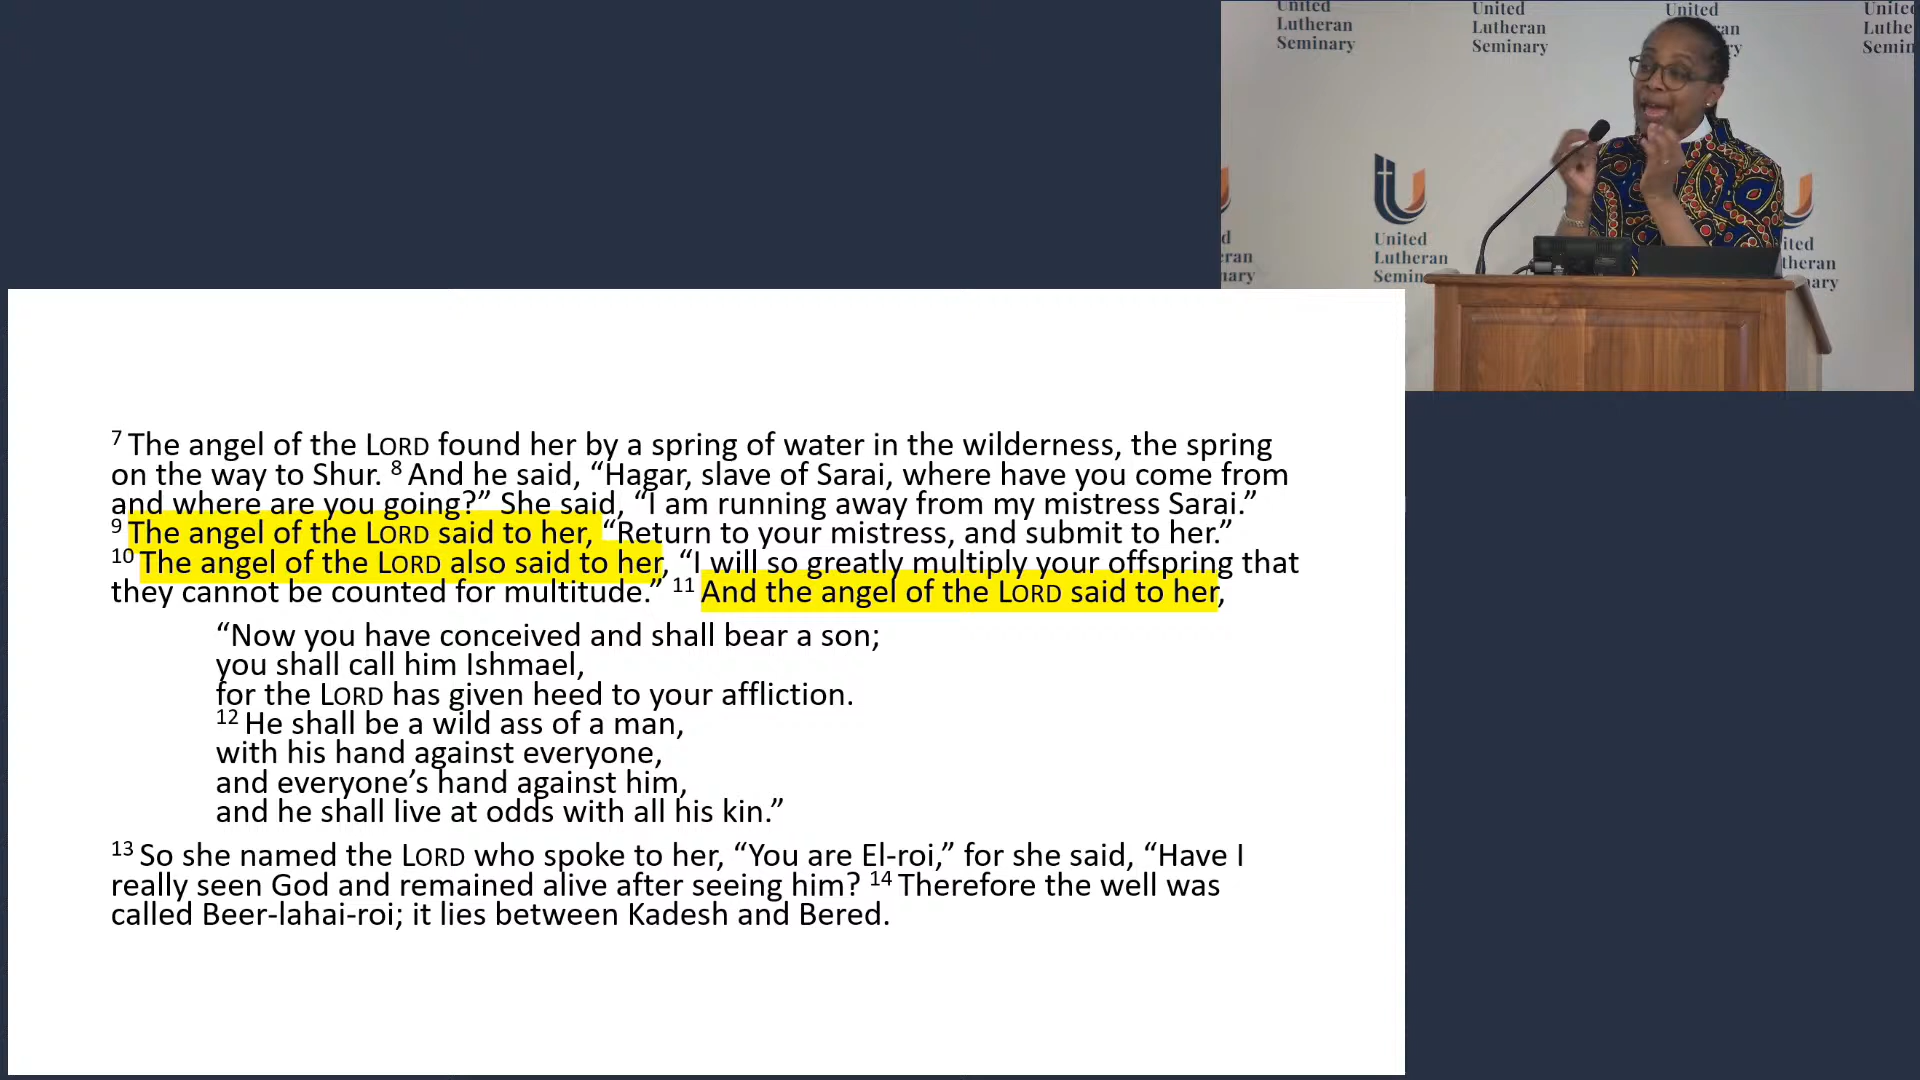 United
Lutheran
Seminary
United
Lutheran
Seminary
United
United
United
Lutheran
7 The angel of the LORD found her by a spring of water in the wilderness, the spring
on the way to Shur. 8 And he said, “Hagar, slave of Sarai, where have you come from
and where are you going?” She said, “I am running away from my mistress Sarai.”
9 The angel of the LORD said to her, “Return to your mistress, and submit to her.”
10 The angel of the LORD also said to her, “I will so greatly multiply your offspring that
they cannot be counted for multitude.” 11 And the angel of the LORD said to her,
“Now you have conceived and shall bear a son;
you shall call him Ishmael,
for the LORD has given heed to your affliction.
12 He shall be a wild ass of a man,
with his hand against everyone,
and everyone’s hand against him,
and he shall live at odds with all his kin.”
13 So she named the LORD who spoke to her, “You are El-roi,” for she said, “Have I
really seen God and remained alive after seeing him? 14 Therefore the well was
called Beer-lahai-roi; it lies between Kadesh and Bered.